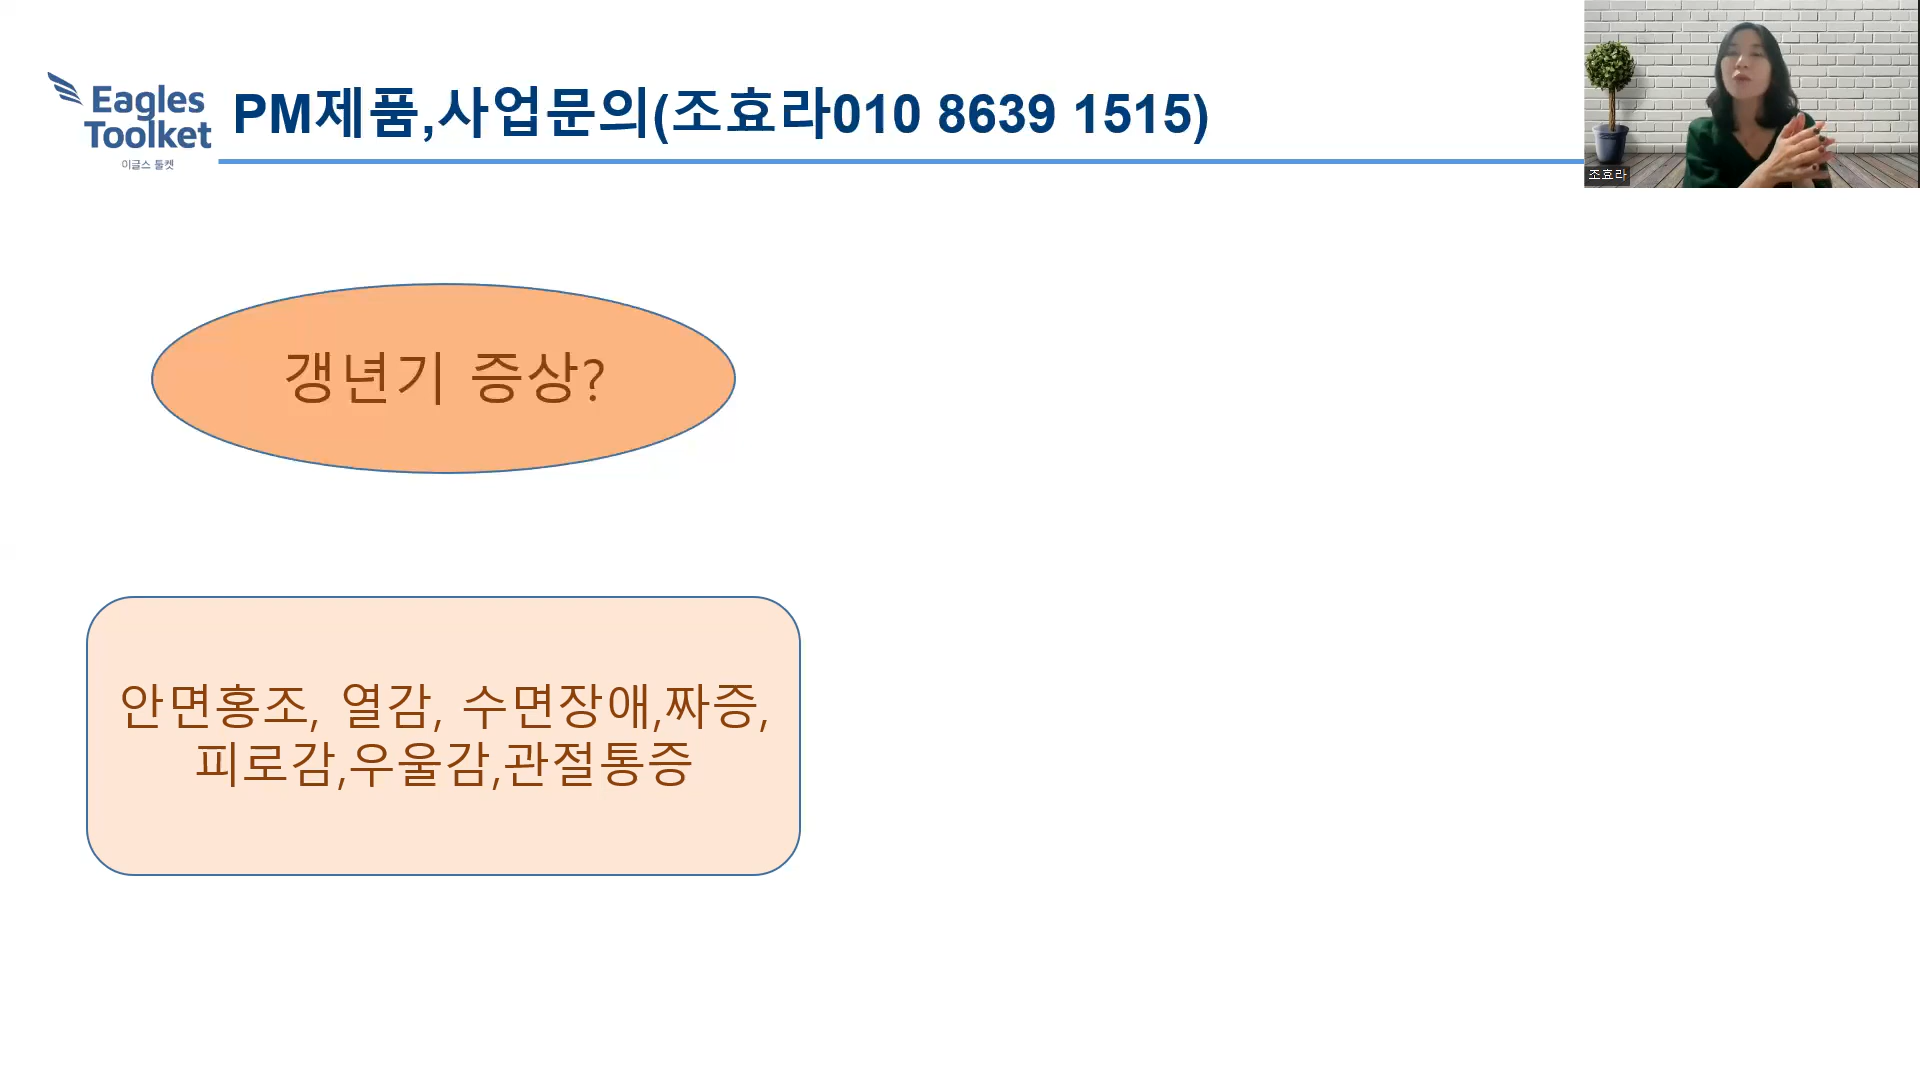 Eagles
Toolket
이글스 툴켓
PM제품,사업문의(조효라010 8639 1515)
조효라
갱년기 증상?
안면홍조, 열감, 수면장애,짜증,
피로감,우울감,관절통증